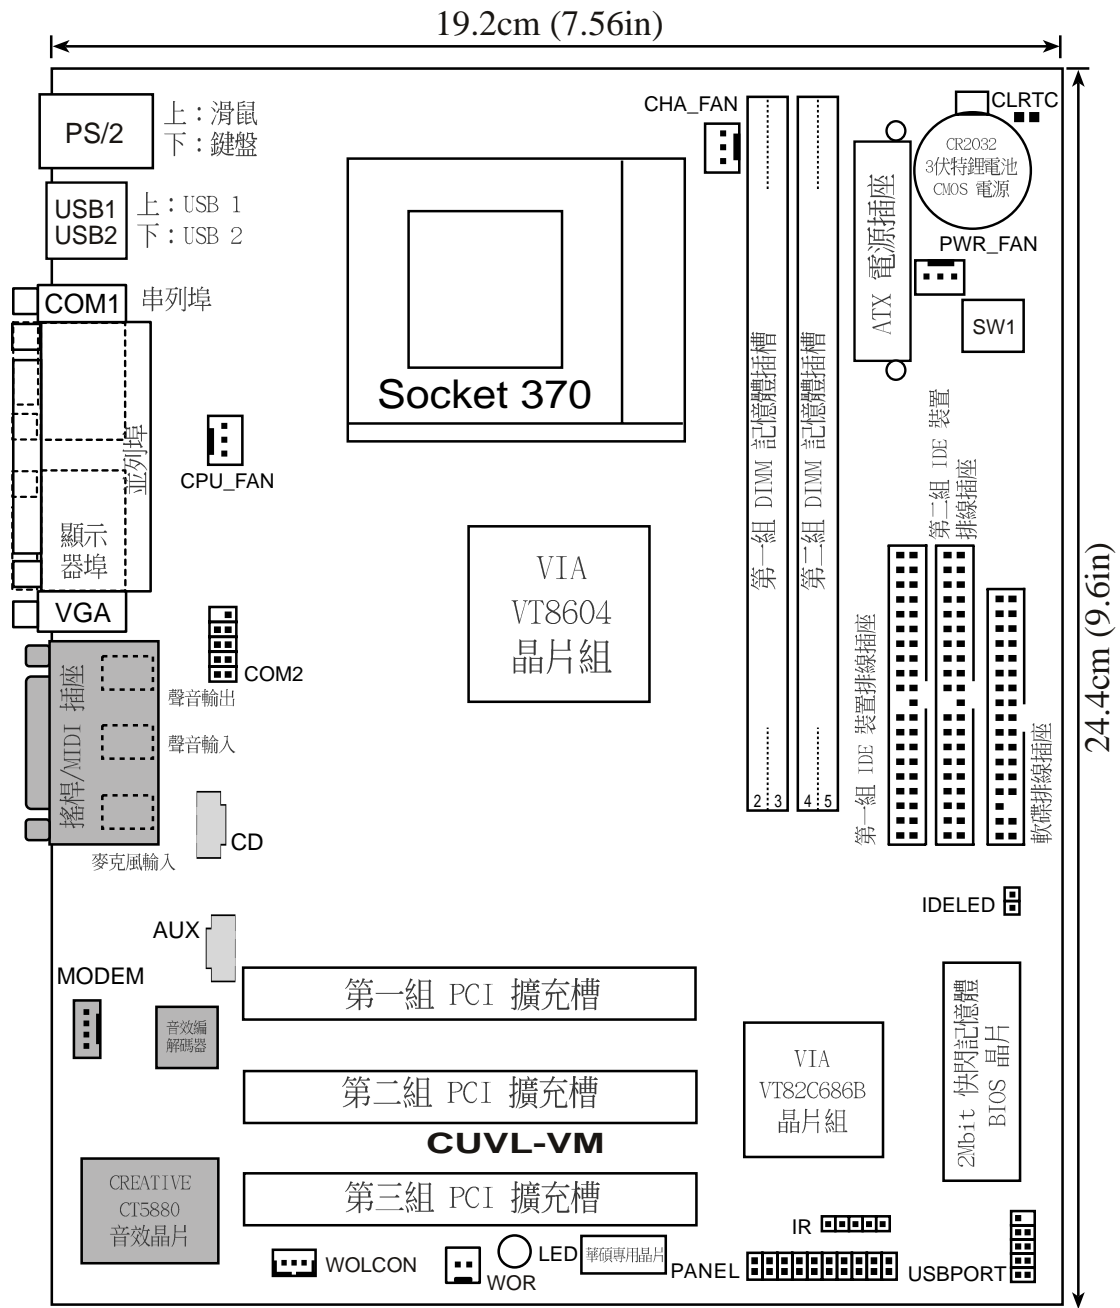 19.2cm (7.56in)
PS/2
上：滑鼠
下：鍵盤
USB1
USB2
上：USB 1
下：USB 2
COM1
串列埠
並列埠
顯示
器埠
VGA
CHA_FAN
CLRTC
CR2032
3伏特鋰電池
CMOS 電源
PWR_FAN
ATX 電源插座
SW1
Socket 370
CPU_FAN
第一組 DIMM 記憶體插槽
第二組 DIMM 記憶體插槽
2 3
4 5
第二組 IDE 裝置
排線插座
第一組 IDE 裝置排線插座
軟碟排線插座
24.4cm (9.6in)
VIA
VT8604
晶片組
COM2
搖桿/MIDI 插座
聲音輸出
聲音輸入
麥克風輸入
CD
IDELED
AUX
MODEM
音效編
解碼器
第一組 PCI 擴充槽
第二組 PCI 擴充槽
CUVL-VM
第三組 PCI 擴充槽
VIA
VT82C686B
晶片組
2Mbit 快閃記憶體
BIOS 晶片
CREATIVE
CT5880
音效晶片
WOLCON
WOR
LED
華碩專用晶片
PANEL
IR
USBPORT